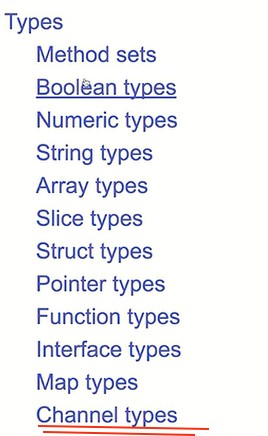 Types
Method sets
Boolean types
Numeric types
String types
Array types
Slice types
Struct types
Pointer types
Function types
Interface types
Map types
Channel types